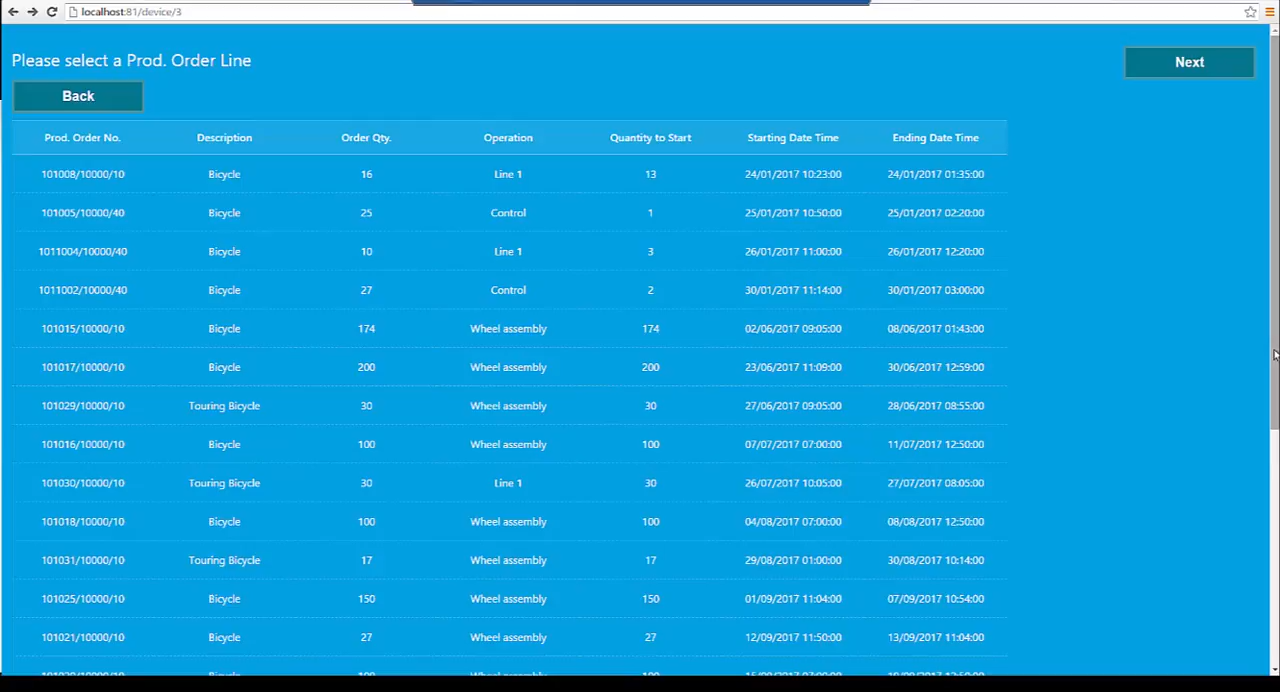 localhost:81/device/3
Please select a Prod. Order Line
Next
Back
Prod. Order No. Description Order Qty. Operation Quantity to Start Starting Date Time Ending Date Time
101008/10000/10 Bicycle 16 Line 1 13 24/01/2017 10:23:00 24/01/2017 01:35:00
101005/10000/40 Bicycle 25 Control 1 25/01/2017 10:50:00 25/01/2017 02:20:00
1011004/10000/40 Bicycle 10 Line 1 3 26/01/2017 11:00:00 26/01/2017 12:20:00
1011002/10000/40 Bicycle 27 Control 2 30/01/2017 11:14:00 30/01/2017 03:00:00
101015/10000/10 Bicycle 174 Wheel assembly 174 02/06/2017 09:05:00 08/06/2017 01:43:00
101017/10000/10 Bicycle 200 Wheel assembly 200 23/06/2017 11:09:00 30/06/2017 12:59:00
101029/10000/10 Touring Bicycle 30 Wheel assembly 30 27/06/2017 09:05:00 28/06/2017 08:55:00
101016/10000/10 Bicycle 100 Wheel assembly 100 07/07/2017 07:00:00 11/07/2017 12:50:00
101030/10000/10 Touring Bicycle 30 Line 1 30 26/07/2017 10:05:00 27/07/2017 08:05:00
101018/10000/10 Bicycle 100 Wheel assembly 100 04/08/2017 07:00:00 08/08/2017 12:50:00
101031/10000/10 Touring Bicycle 17 Wheel assembly 17 29/08/2017 01:00:00 30/08/2017 10:14:00
101025/10000/10 Bicycle 150 Wheel assembly 150 01/09/2017 11:04:00 07/09/2017 10:54:00
101021/10000/10 Bicycle 27 Wheel assembly 27 12/09/2017 11:50:00 13/09/2017 11:04:00
Bicycle Wheel assembly